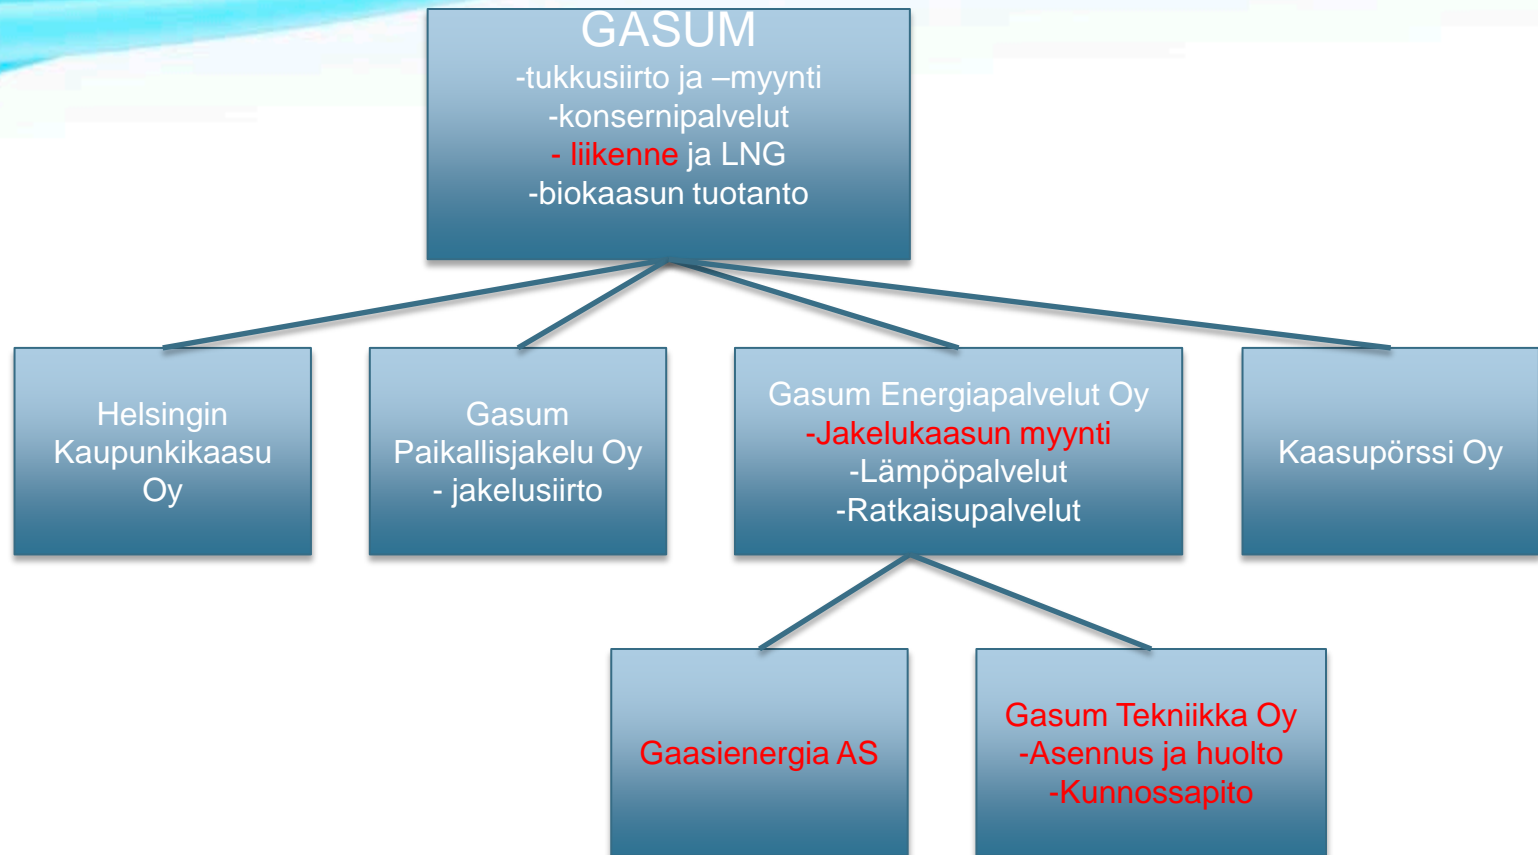 GASUM
-tukkusiirto ja –myynti
-konsernipalvelut
- liikenne ja LNG
-biokaasun tuotanto
Helsingin
Kaupunkikaasu
Oy
Gasum
Paikallisjakelu Oy
- jakelusiirto
Gasum Energiapalvelut Oy
-Jakelukaasun myynti
-Lämpöpalvelut
-Ratkaisupalvelut
Kaasupörssi Oy
Gaasienergia AS
Gasum Tekniikka Oy
-Asennus ja huolto
-Kunnossapito